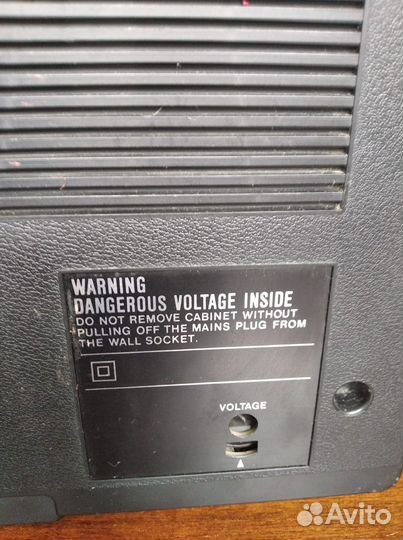 WARNING
DANGEROUS VOLTAGE INSIDE
DO NOT REMOVE CABINET WITHOUT
PULLING OFF THE MAINS PLUG FROM
THE WALL SOCKET.
VOLTAGE
Avito